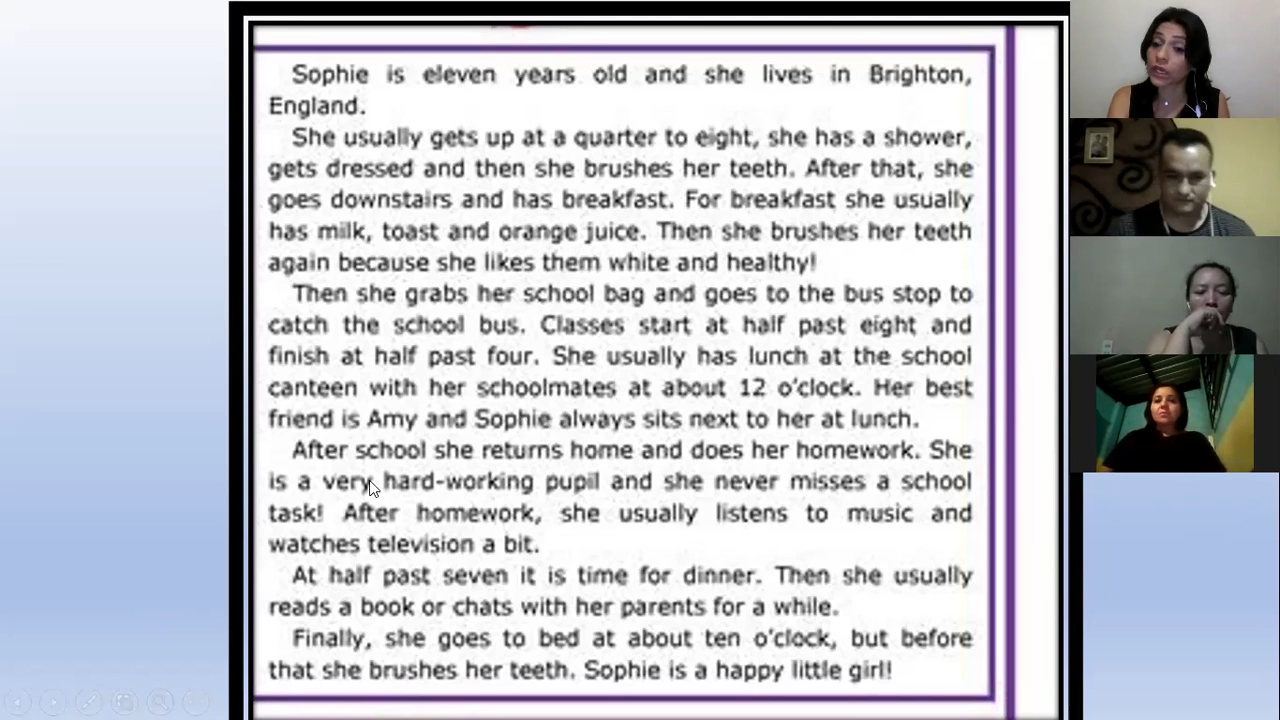 Sophie is eleven years old and she lives in Brighton,
England.
She usually gets up at a quarter to eight, she has a shower,
gets dressed and then she brushes her teeth. After that, she
goes downstairs and has breakfast. For breakfast she usually
has milk, toast and orange juice. Then she brushes her teeth
again because she likes them white and healthy!
Then she grabs her school bag and goes to the bus stop to
catch the school bus. Classes start at half past eight and
finish at half past four. She usually has lunch at the school
canteen with her schoolmates at about 12 o'clock. Her best
friend is Amy and Sophie always sits next to her at lunch.
After school she returns home and does her homework. She
is a very hard-working pupil and she never misses a school
task! After homework, she usually listens to music and
watches television a bit.
At half past seven it is time for dinner. Then she usually
reads a book or chats with her parents for a while.
Finally, she goes to bed at about ten o'clock, but before
that she brushes her teeth. Sophie is a happy little girl!